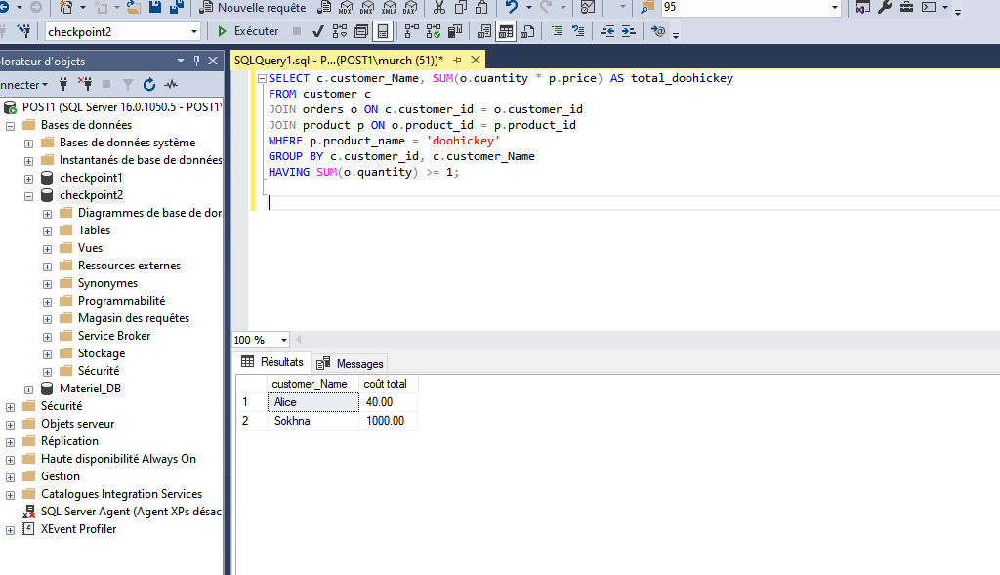 Nouvelle requête
MDX
DMX
XMLA
DAX
95
checkpoint2
Exécuter
lorateur d'objets
SQLQuery1.sql - P...(POST1\murch (51))*
nnecter
POST1 (SQL Server 16.0.1050.5 - POST1\
Bases de données
Bases de données système
Instantanés de base de données
checkpoint1
checkpoint2
Diagrammes de base de dor
Tables
Vues
Ressources externes
Synonymes
Programmabilité
Magasin des requêtes
Service Broker
Stockage
Sécurité
Materiel_DB
Sécurité
Objets serveur
Réplication
Haute disponibilité Always On
Gestion
Catalogues Integration Services
SQL Server Agent (Agent XPs désac
XEvent Profiler
SELECT c.customer_Name, SUM(o.quantity * p.price) AS total_doohickey
FROM customer c
JOIN orders o ON c.customer_id = o.customer_id
JOIN product p ON o.product_id = p.product_id
WHERE p.product_name = 'doohickey'
GROUP BY c.customer_id, c.customer_Name
HAVING SUM(o.quantity) >= 1;
100 %
Résultats
Messages
customer_Name coût total
1 Alice 40.00
2 Sokhna 1000.00